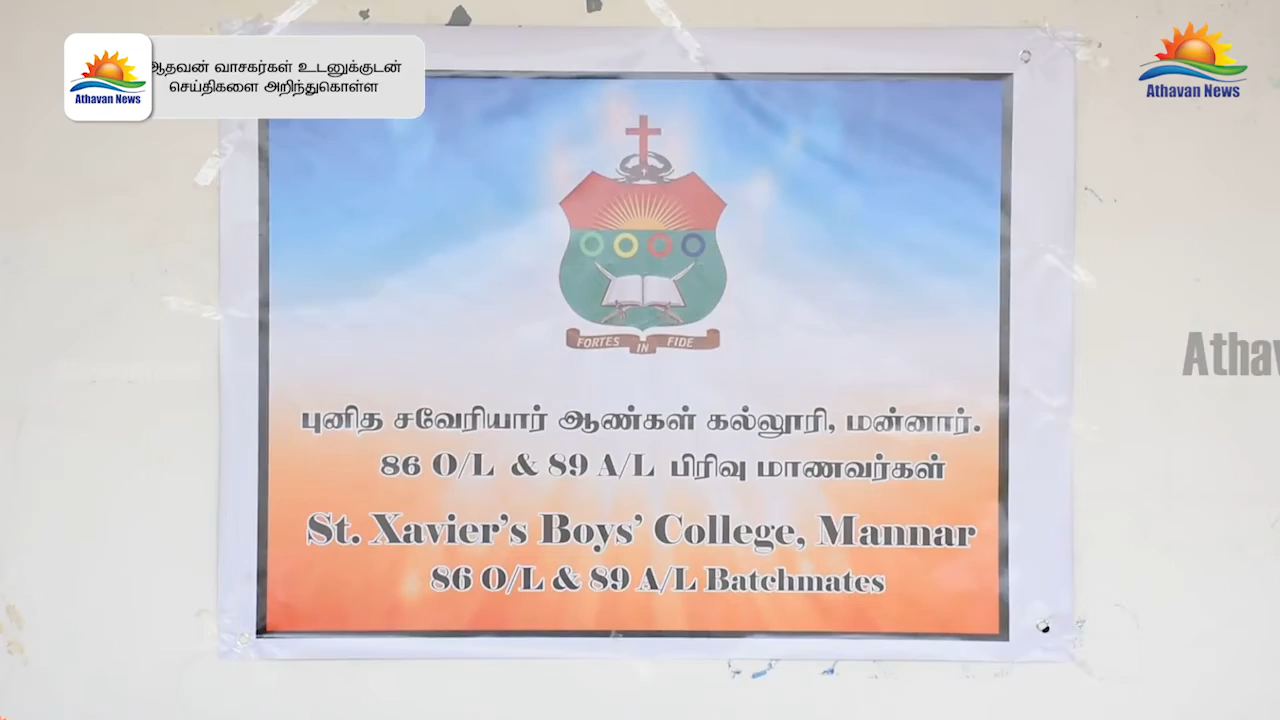 ஆதவன் வாசகர்கள் உடனுக்குடன்
செய்திகளை அறிந்துகொள்ள
Athavan News
Athavan News
FORTES IN FIDE
Athav
புனித சவேரியார் ஆண்கள் கல்லூரி, மன்னார்.
86 O/L & 89 A/L பிரிவு மாணவர்கள்
St. Xavier's Boys' College, Mannar
86 O/L & 89 A/L Batchmates